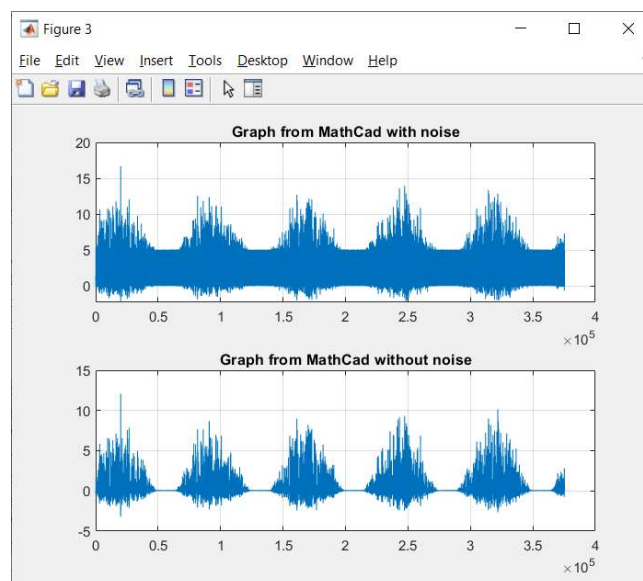 Figure 3
File Edit View Insert Tools Desktop Window Help
Graph from MathCad with noise
20
15
10
5
0
0 0.5 1 1.5 2 2.5 3 3.5 4
×10^5
Graph from MathCad without noise
15
10
5
0
-5
0 0.5 1 1.5 2 2.5 3 3.5 4
×10^5